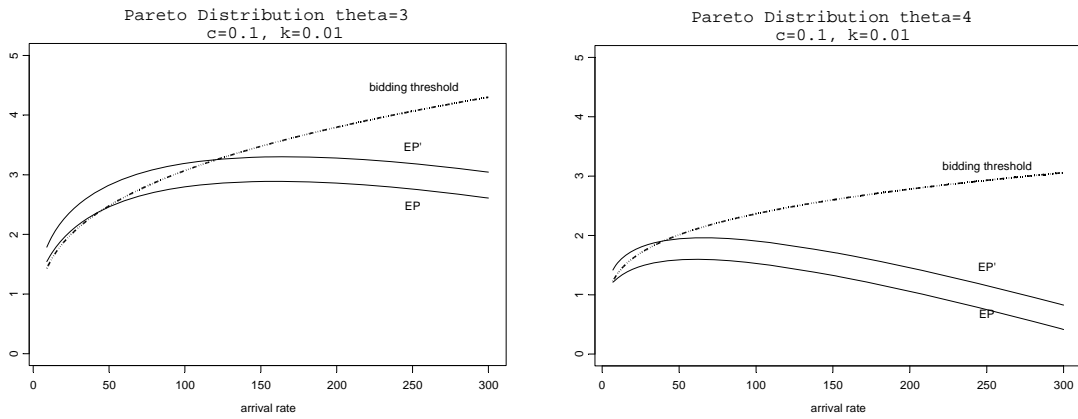 Pareto Distribution theta=3
c=0.1, k=0.01
5
4
3
2
1
0
bidding threshold
EP'
EP
0 50 100 150 200 250 300
arrival rate
Pareto Distribution theta=4
c=0.1, k=0.01
5
4
3
2
1
0
bidding threshold
EP'
EP
0 50 100 150 200 250 300
arrival rate